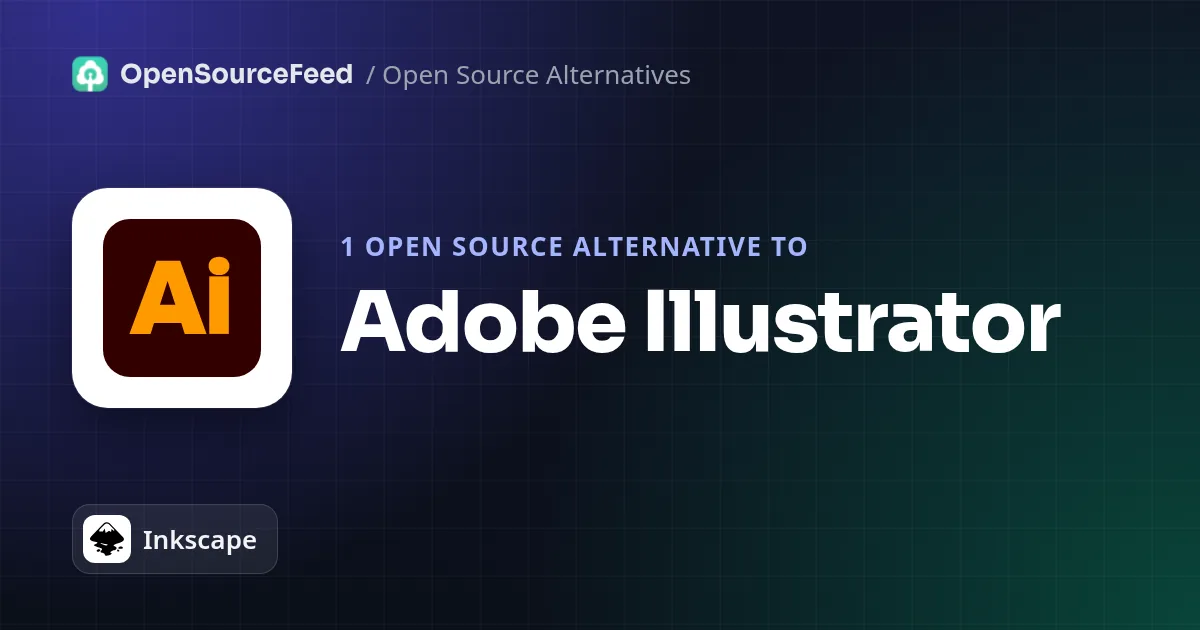 OpenSourceFeed / Open Source Alternatives
Ai
1 OPEN SOURCE ALTERNATIVE TO
Adobe Illustrator
Inkscape